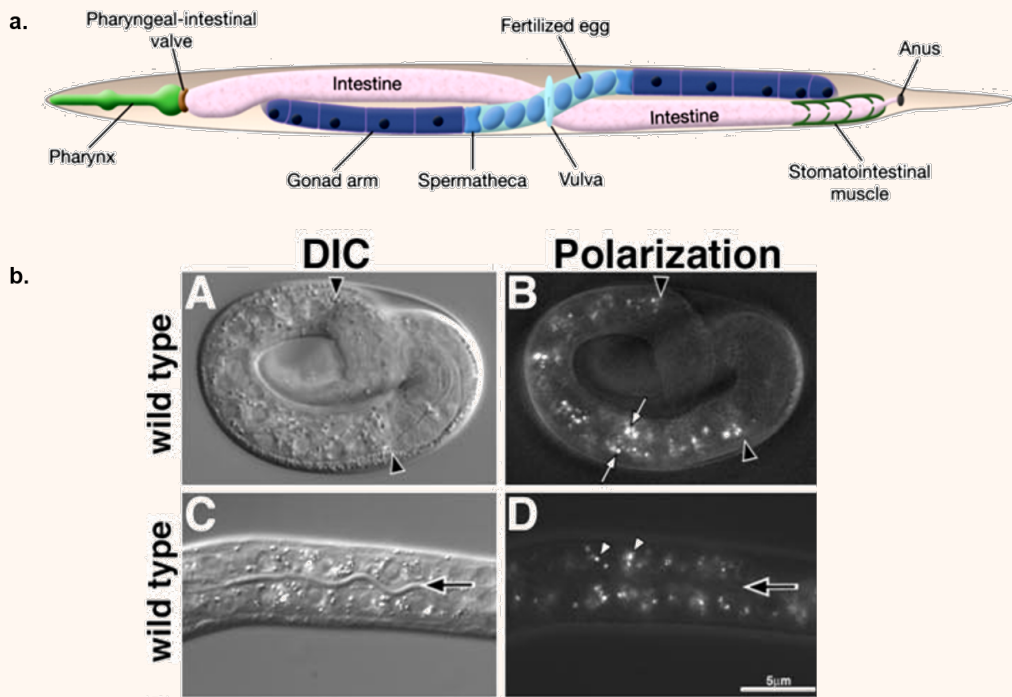 a.
Pharyngeal-intestinal
valve
Fertilized egg
Anus
Intestine
Intestine
Pharynx
Gonad arm
Spermatheca
Vulva
Stomatointestinal
muscle
b.
DIC
Polarization
wild type
A
B
wild type
C
D
5μm